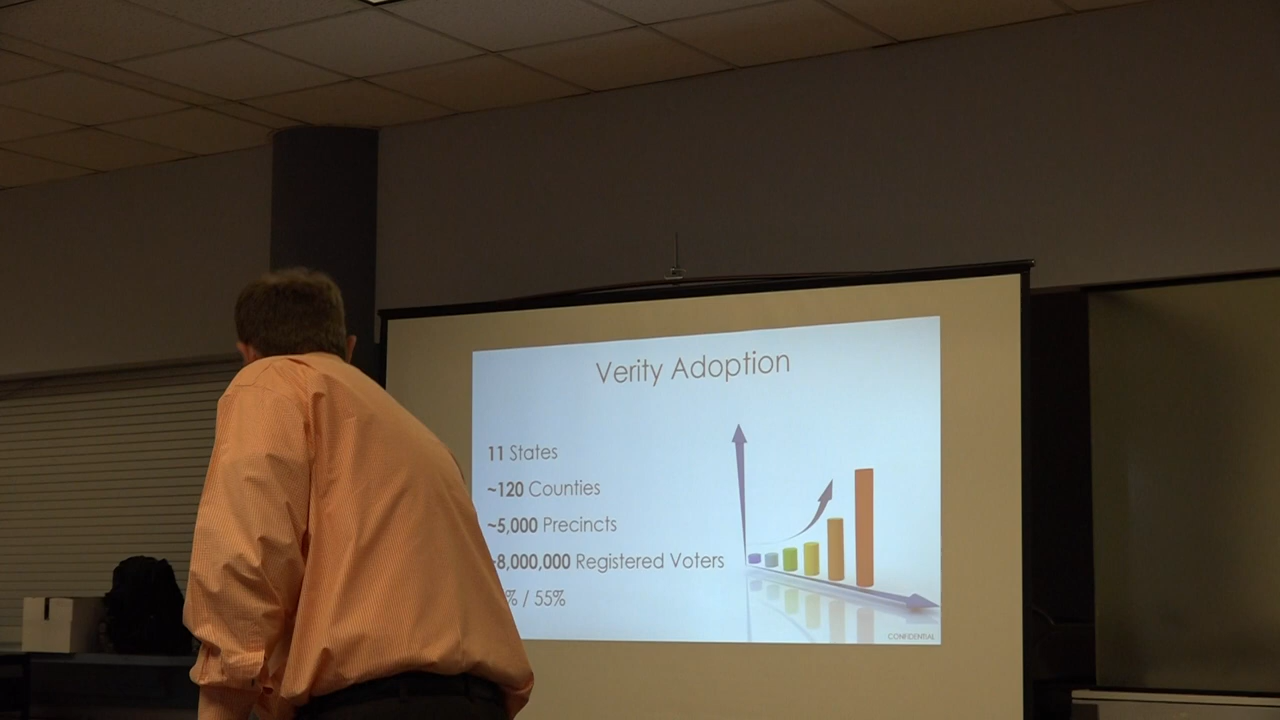 Verity Adoption
11 States
~120 Counties
~5,000 Precincts
~8,000,000 Registered Voters
% / 55%
CONFIDENTIAL